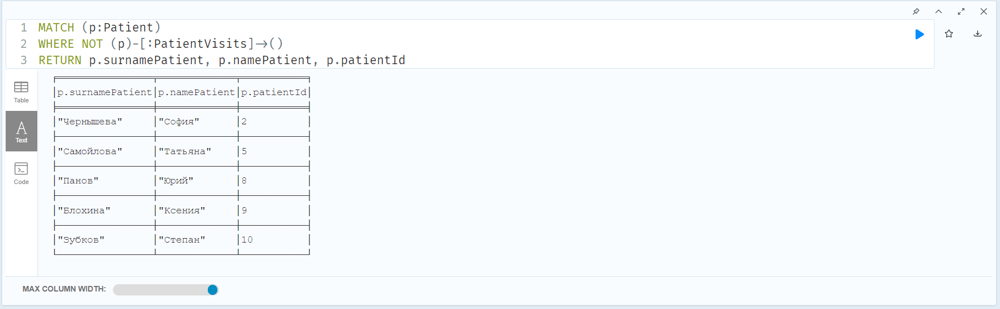 1 MATCH (p:Patient)
2 WHERE NOT (p)-[:PatientVisits]->()
3 RETURN p.surnamePatient, p.namePatient, p.patientId
Table
Text
Code
p.surnamePatient p.namePatient p.patientId
"Чернышева" "София" 2
"Самойлова" "Татьяна" 5
"Панов" "Юрий" 8
"Блохина" "Ксения" 9
"Зубков" "Степан" 10
MAX COLUMN WIDTH: